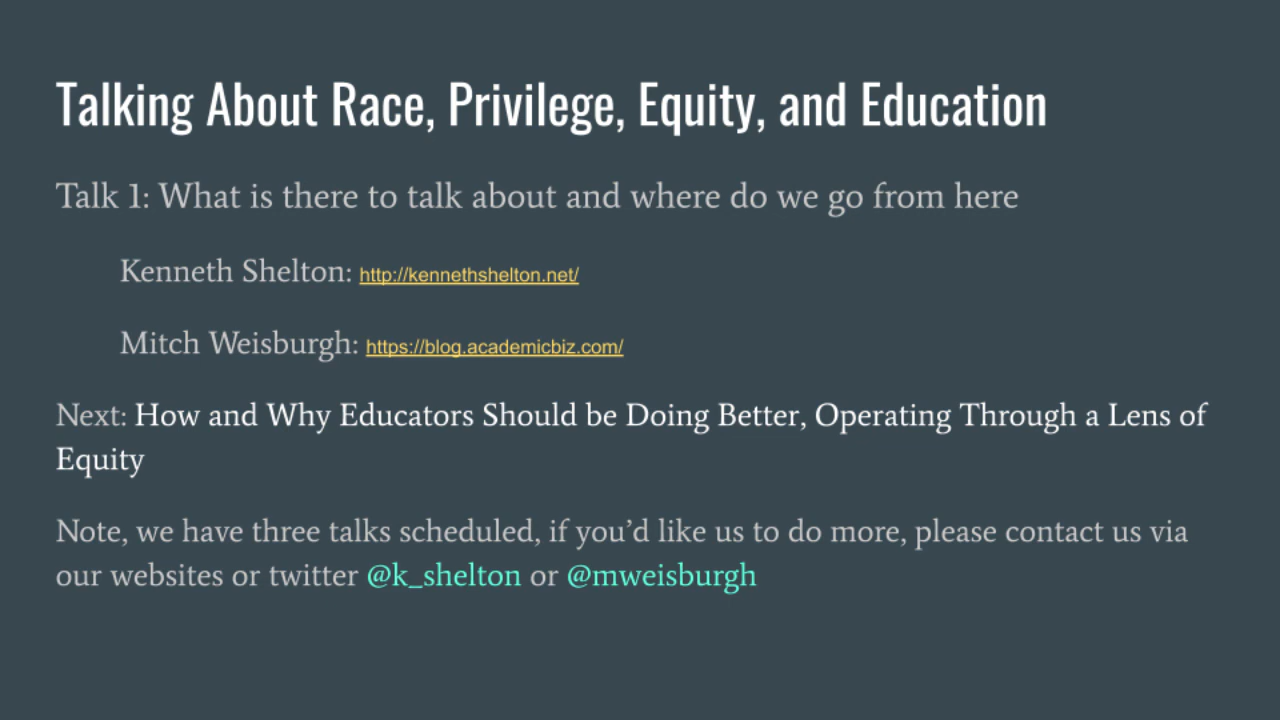 Talking About Race, Privilege, Equity, and Education
Talk 1: What is there to talk about and where do we go from here
Kenneth Shelton: http://kennethshelton.net/
Mitch Weisburgh: https://blog.academicbiz.com/
Next: How and Why Educators Should be Doing Better, Operating Through a Lens of
Equity
Note, we have three talks scheduled, if you’d like us to do more, please contact us via
our websites or twitter @k_shelton or @mweisburgh